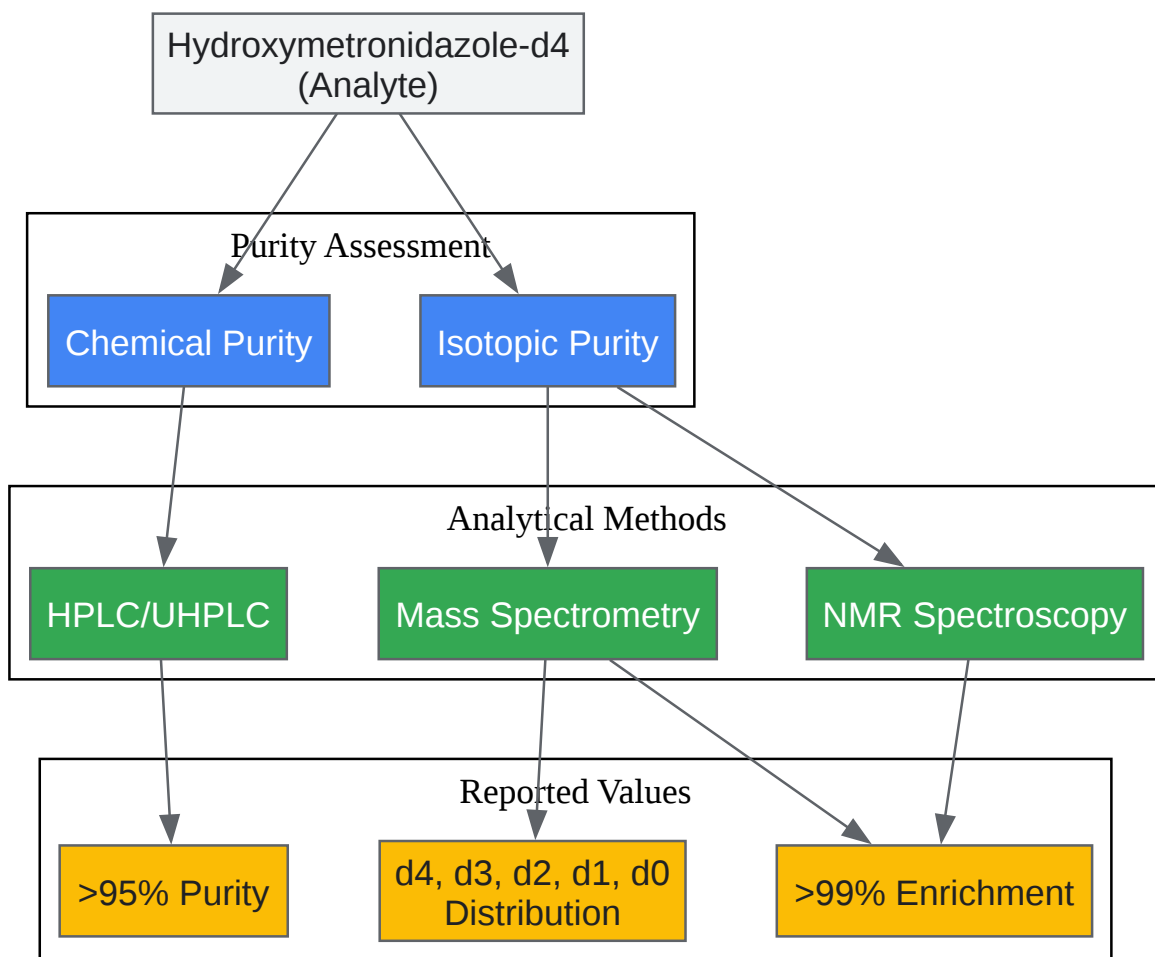 Hydroxymetronidazole-d4
(Analyte)
Purity Assessment
Chemical Purity
Isotopic Purity
Analytical Methods
HPLC/UHPLC
Mass Spectrometry
NMR Spectroscopy
Reported Values
>95% Purity
d4, d3, d2, d1, d0
Distribution
>99% Enrichment